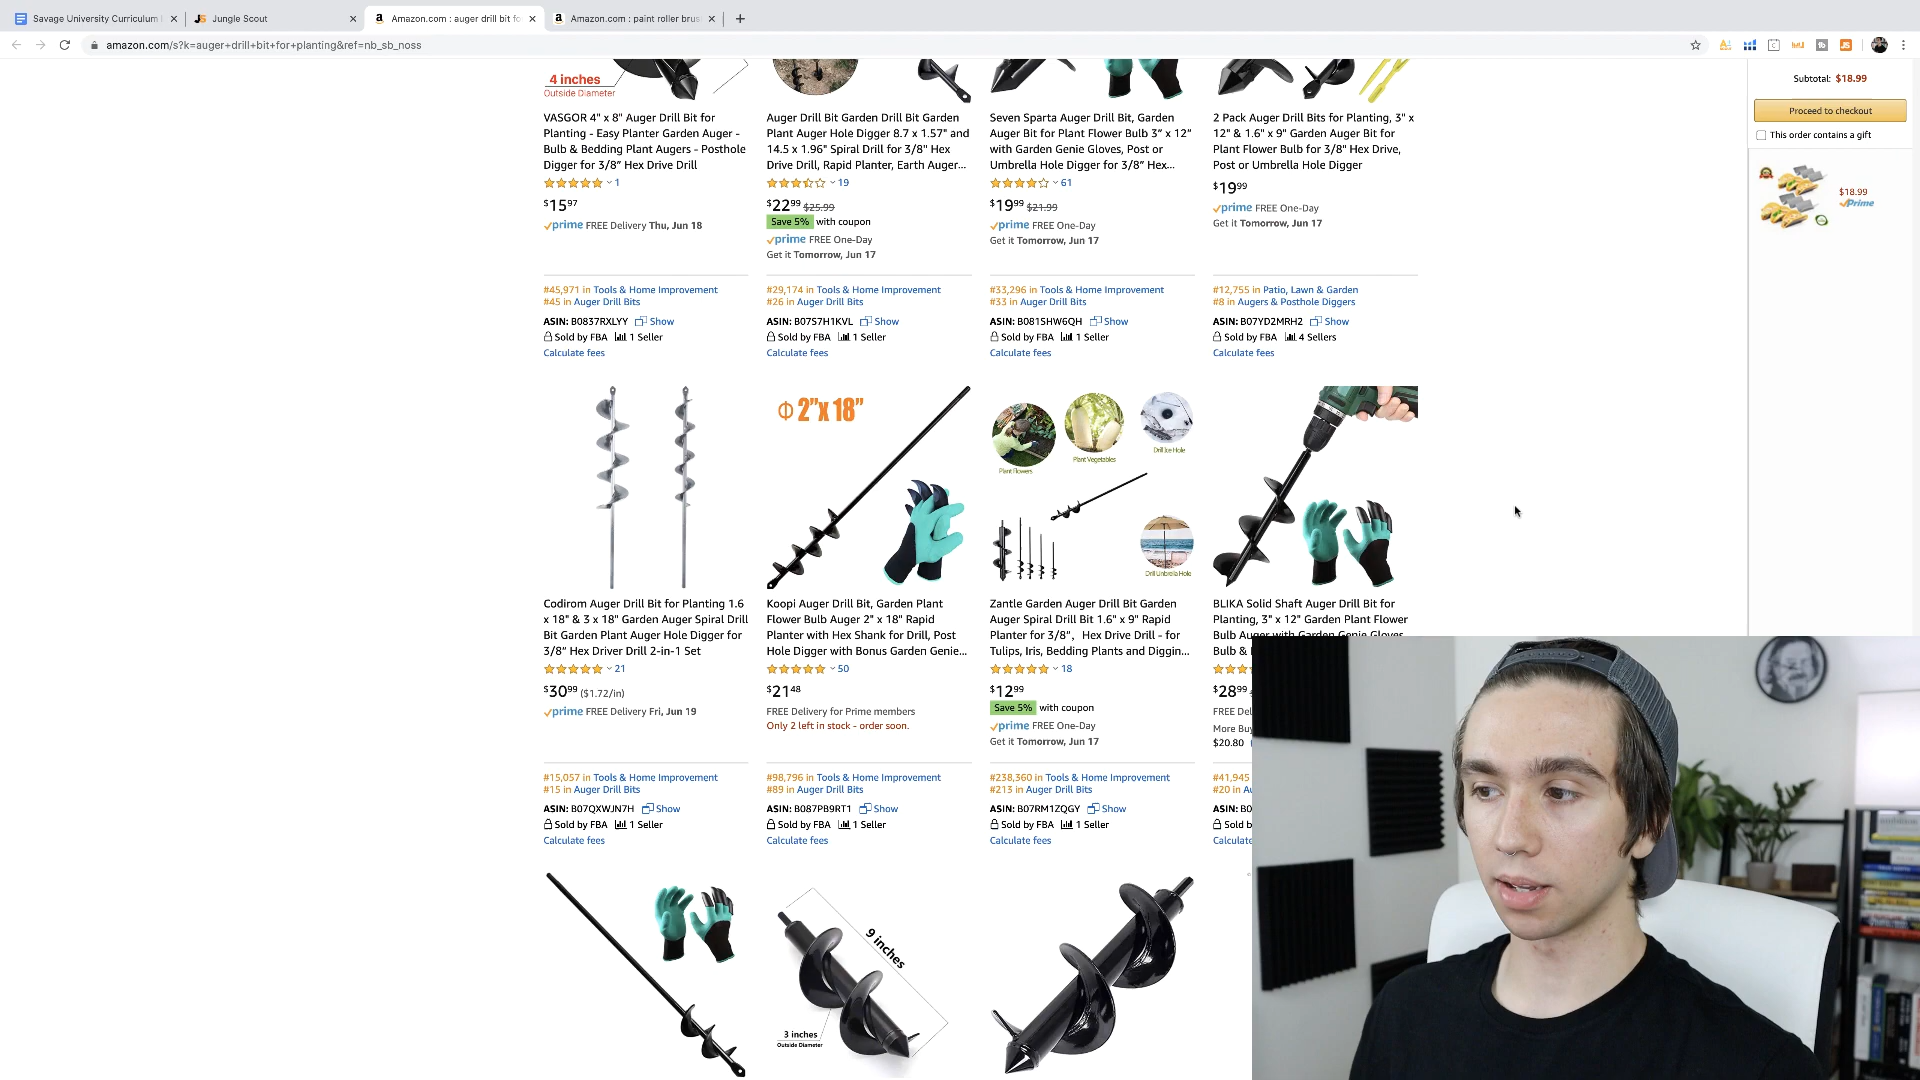 Savage University Curriculum
Jungle Scout
Amazon.com : auger drill bit fo
Amazon.com : paint roller brus
amazon.com/s?k=auger+drill+bit+for+planting&ref=nb_sb_noss
4 inches
Outside Diameter
VASGOR 4" x 8" Auger Drill Bit for
Planting - Easy Planter Garden Auger -
Bulb & Bedding Plant Augers - Posthole
Digger for 3/8” Hex Drive Drill
1
$15 97
prime FREE Delivery Thu, Jun 18
#45,971 in Tools & Home Improvement
#45 in Auger Drill Bits
ASIN: B0837RXLYY Show
Sold by FBA 1 Seller
Calculate fees
Auger Drill Bit Garden Drill Bit Garden
Plant Auger Hole Digger 8.7 x 1.57" and
14.5 x 1.96" Spiral Drill for 3/8" Hex
Drive Drill, Rapid Planter, Earth Auger...
19
$22 99 $25.99
Save 5% with coupon
prime FREE One-Day
Get it Tomorrow, Jun 17
#29,174 in Tools & Home Improvement
#26 in Auger Drill Bits
ASIN: B07S7H1KVL Show
Sold by FBA 1 Seller
Calculate fees
Seven Sparta Auger Drill Bit, Garden
Auger Bit for Plant Flower Bulb 3” x 12”
with Garden Genie Gloves, Post or
Umbrella Hole Digger for 3/8” Hex...
61
$19 99 $21.99
prime FREE One-Day
Get it Tomorrow, Jun 17
#33,296 in Tools & Home Improvement
#33 in Auger Drill Bits
ASIN: B081SHW6QH Show
Sold by FBA 1 Seller
Calculate fees
2 Pack Auger Drill Bits for Planting, 3" x
12" & 1.6" x 9" Garden Auger Bit for
Plant Flower Bulb for 3/8" Hex Drive,
Post or Umbrella Hole Digger
$19 99
prime FREE One-Day
Get it Tomorrow, Jun 17
#12,755 in Patio, Lawn & Garden
#8 in Augers & Posthole Diggers
ASIN: B07YD2MRH2 Show
Sold by FBA 4 Sellers
Calculate fees
Subtotal: $18.99
Proceed to checkout
This order contains a gift
$18.99
prime
Codirom Auger Drill Bit for Planting 1.6
x 18" & 3 x 18" Garden Auger Spiral Drill
Bit Garden Plant Auger Hole Digger for
3/8” Hex Driver Drill 2-in-1 Set
21
$30 99 ($1.72/in)
prime FREE Delivery Fri, Jun 19
#15,057 in Tools & Home Improvement
#15 in Auger Drill Bits
ASIN: B07QXWJN7H Show
Sold by FBA 1 Seller
Calculate fees
Φ 2”x 18”
Koopi Auger Drill Bit, Garden Plant
Flower Bulb Auger 2" x 18" Rapid
Planter with Hex Shank for Drill, Post
Hole Digger with Bonus Garden Genie...
50
$21 48
FREE Delivery for Prime members
Only 2 left in stock - order soon.
#98,796 in Tools & Home Improvement
#89 in Auger Drill Bits
ASIN: B087PB9RT1 Show
Sold by FBA 1 Seller
Calculate fees
Plant Flowers
Plant Vegetables
Drill Ice Hole
Drill Umbrella Hole
Zantle Garden Auger Drill Bit Garden
Auger Spiral Drill Bit 1.6" x 9" Rapid
Planter for 3/8"，Hex Drive Drill - for
Tulips, Iris, Bedding Plants and Diggin...
18
$12 99
Save 5% with coupon
prime FREE One-Day
Get it Tomorrow, Jun 17
#238,360 in Tools & Home Improvement
#213 in Auger Drill Bits
ASIN: B07RM1ZQGY Show
Sold by FBA 1 Seller
Calculate fees
BLIKA Solid Shaft Auger Drill Bit for
Planting, 3" x 12" Garden Plant Flower
Bulb Auger with Garden Genie Gloves
Bulb &
$28 99
FREE Del
More Buy
$20.80
#41,945
#20 in Au
ASIN: B0
Sold b
Calculate
9 inches
3 inches
Outside Diameter